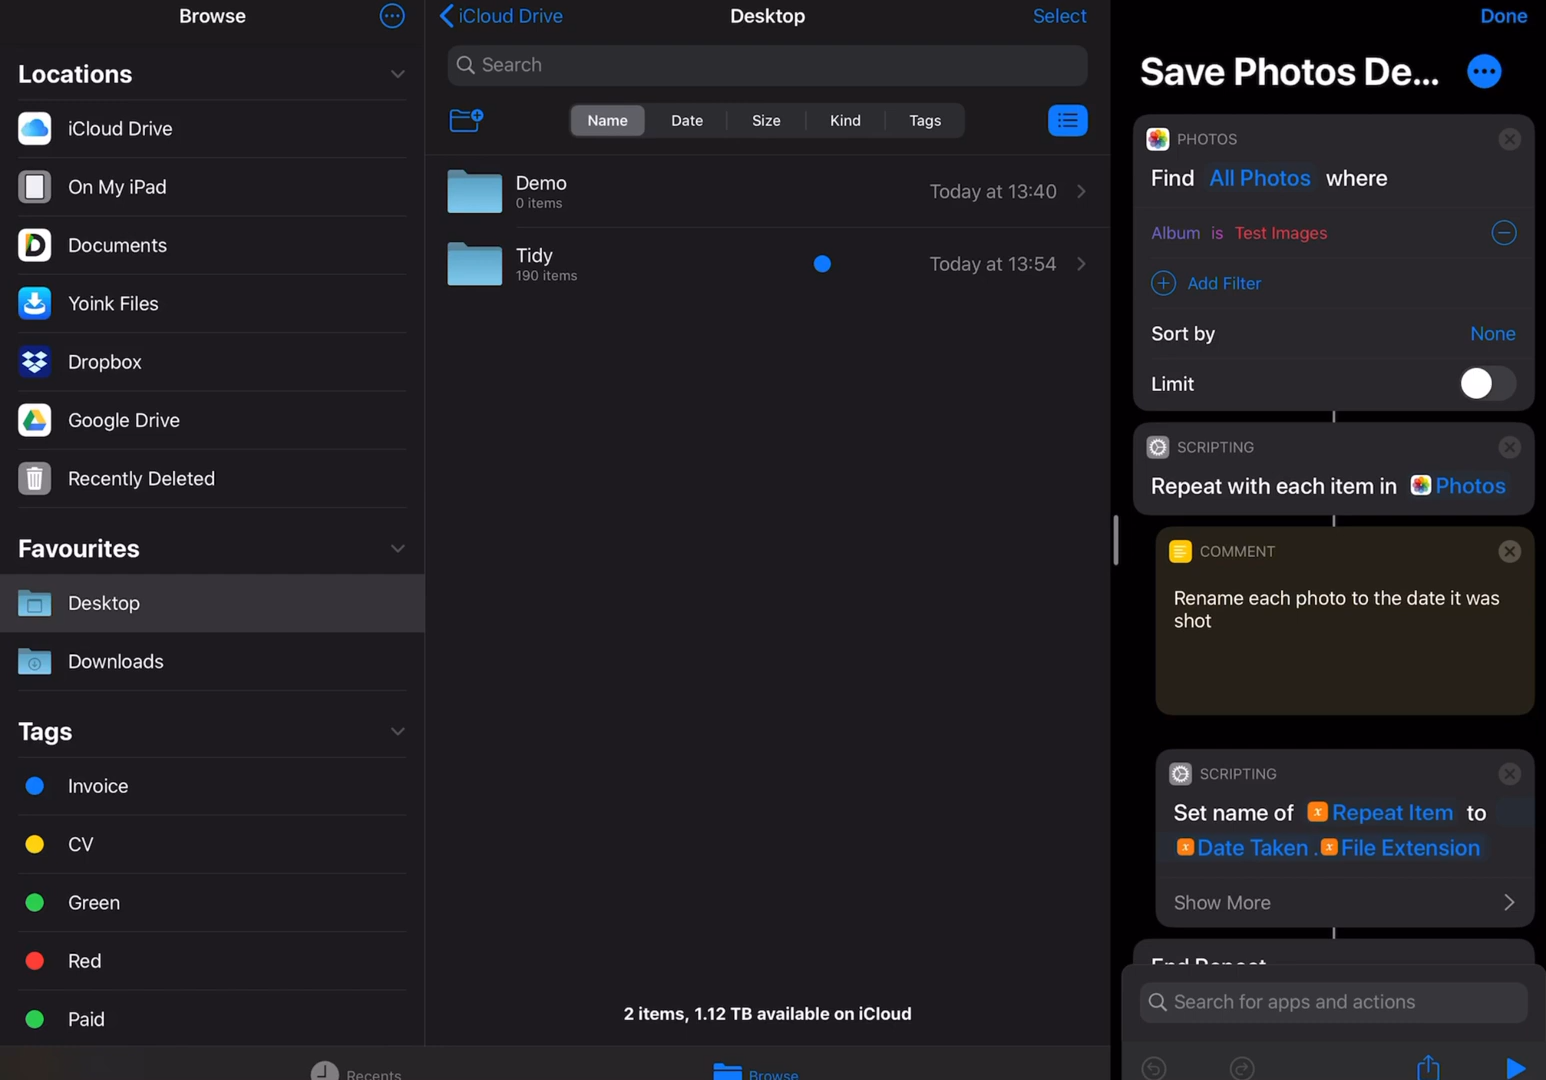 Browse
Locations
iCloud Drive
On My iPad
Documents
Yoink Files
Dropbox
Google Drive
Recently Deleted
Favourites
Desktop
Downloads
Tags
Invoice
CV
Green
Red
Paid
Recents
iCloud Drive
Desktop
Select
Search
Name
Date
Size
Kind
Tags
Demo
0 items
Today at 13:40
Tidy
190 items
Today at 13:54
2 items, 1.12 TB available on iCloud
Browse
Done
Save Photos De...
PHOTOS
Find All Photos where
Album is Test Images
Add Filter
Sort by None
Limit
SCRIPTING
Repeat with each item in Photos
COMMENT
Rename each photo to the date it was
shot
SCRIPTING
Set name of Repeat Item to
Date Taken . File Extension
Show More
End Repeat
Search for apps and actions